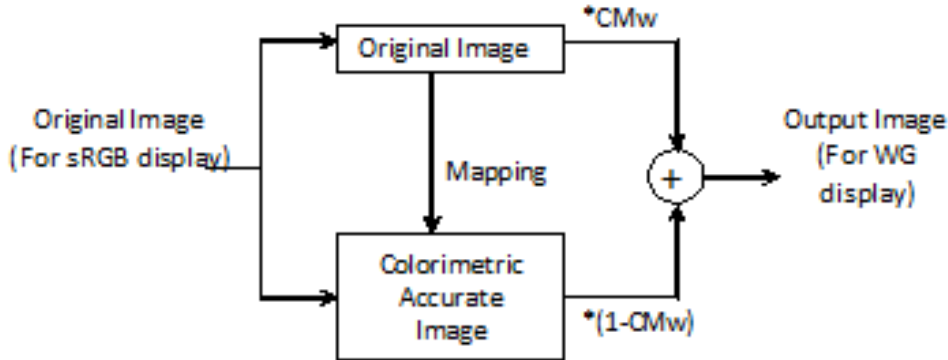 *CMw
Original Image
Original Image
(For sRGB display)
Mapping
Output Image
(For WG
display)
+
Colorimetric
Accurate
Image
*(1-CMw)